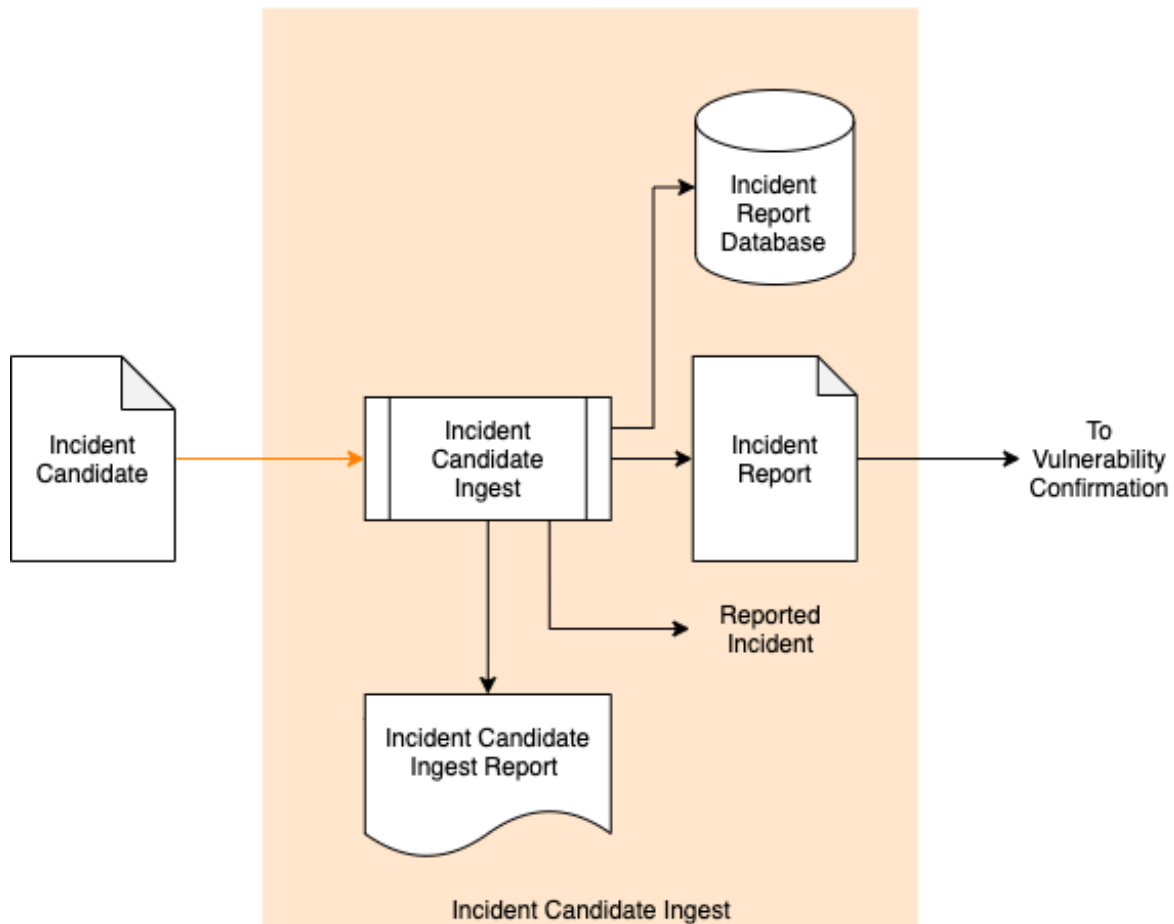 Incident
Report
Database
Incident
Candidate
Incident
Candidate
Ingest
Incident
Report
To
Vulnerability
Confirmation
Reported
Incident
Incident Candidate
Ingest Report
Incident Candidate Ingest